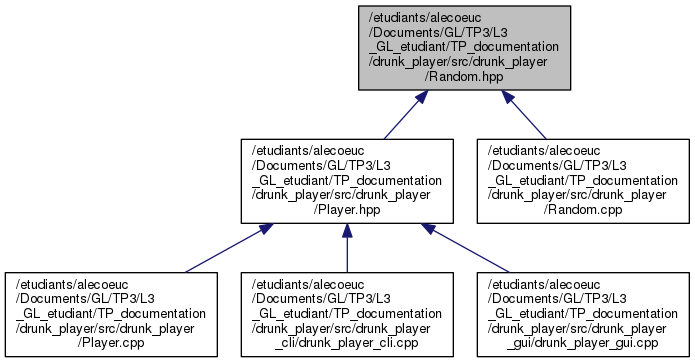 /etudiants/alecoeuc
/Documents/GL/TP3/L3
_GL_etudiant/TP_documentation
/drunk_player/src/drunk_player
/Random.hpp
/etudiants/alecoeuc
/Documents/GL/TP3/L3
_GL_etudiant/TP_documentation
/drunk_player/src/drunk_player
/Player.hpp
/etudiants/alecoeuc
/Documents/GL/TP3/L3
_GL_etudiant/TP_documentation
/drunk_player/src/drunk_player
/Random.cpp
/etudiants/alecoeuc
/Documents/GL/TP3/L3
_GL_etudiant/TP_documentation
/drunk_player/src/drunk_player
/Player.cpp
/etudiants/alecoeuc
/Documents/GL/TP3/L3
_GL_etudiant/TP_documentation
/drunk_player/src/drunk_player
_cli/drunk_player_cli.cpp
/etudiants/alecoeuc
/Documents/GL/TP3/L3
_GL_etudiant/TP_documentation
/drunk_player/src/drunk_player
_gui/drunk_player_gui.cpp